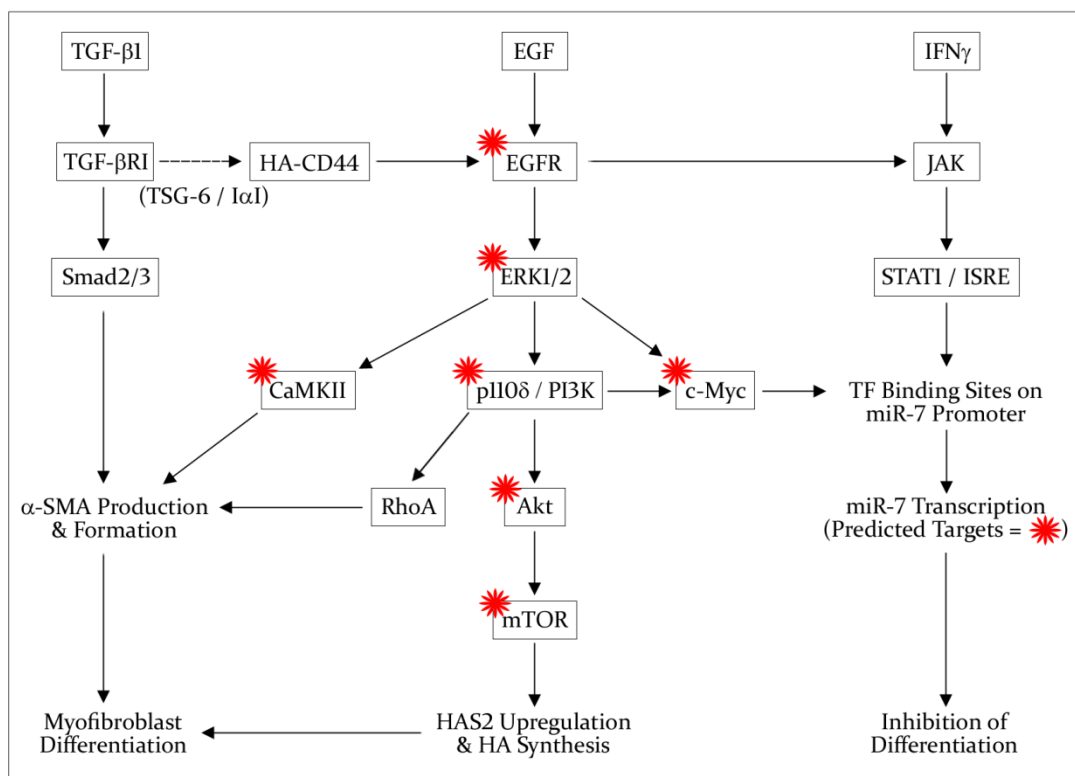 TGF-β1
EGF
IFNγ
TGF-βRI
HA-CD44
EGFR
JAK
(TSG-6 / IαI)
Smad2/3
ERK1/2
STAT1 / ISRE
CaMKII
p110δ / PI3K
c-Myc
TF Binding Sites on
miR-7 Promoter
α-SMA Production
& Formation
RhoA
Akt
miR-7 Transcription
(Predicted Targets = )
mTOR
Myofibroblast
Differentiation
HAS2 Upregulation
& HA Synthesis
Inhibition of
Differentiation